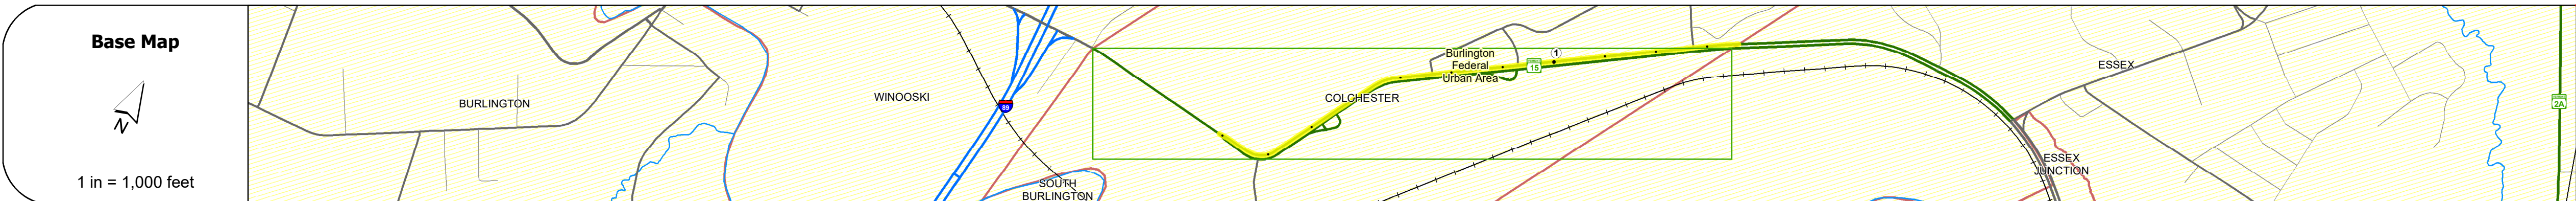 Base Map
N
1 in = 1,000 feet
BURLINGTON
WINOOSKI
89
SOUTH
BURLINGTON
COLCHESTER
Burlington
Federal
Urban Area
15
1
ESSEX
ESSEX
JUNCTION
2A